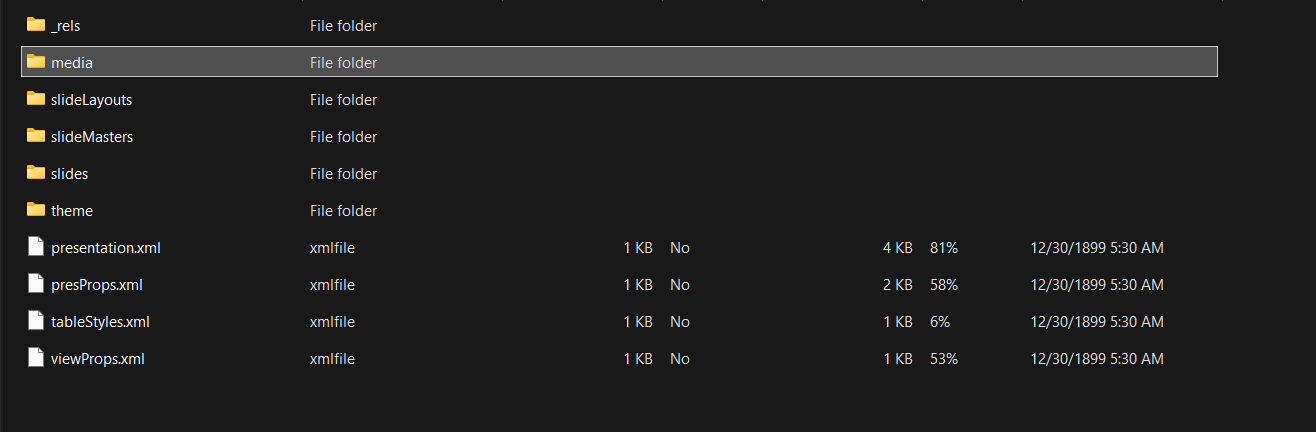 _rels File folder
media File folder
slideLayouts File folder
slideMasters File folder
slides File folder
theme File folder
presentation.xml xmlfile 1 KB No 4 KB 81% 12/30/1899 5:30 AM
presProps.xml xmlfile 1 KB No 2 KB 58% 12/30/1899 5:30 AM
tableStyles.xml xmlfile 1 KB No 1 KB 6% 12/30/1899 5:30 AM
viewProps.xml xmlfile 1 KB No 1 KB 53% 12/30/1899 5:30 AM